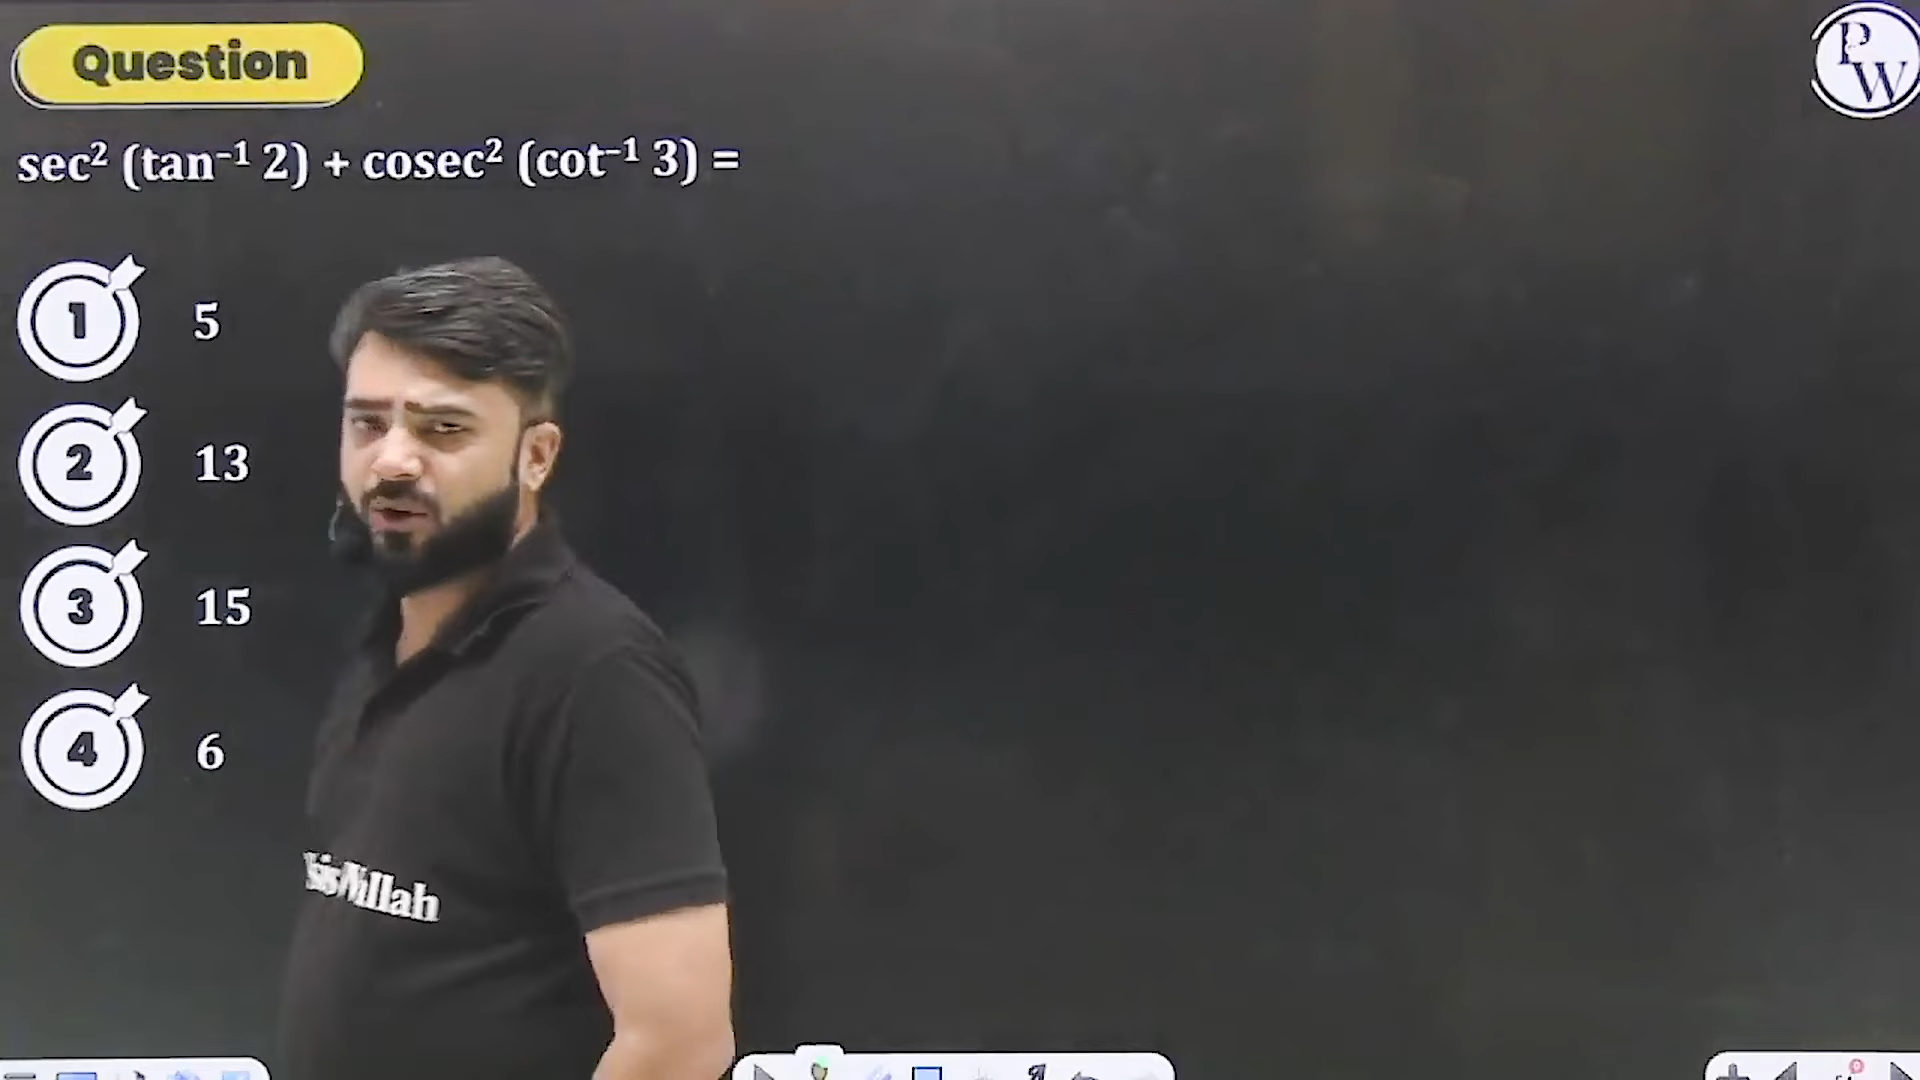 Question
PW
sec² (tan⁻¹ 2) + cosec² (cot⁻¹ 3) =
1 5
2 13
3 15
4 6